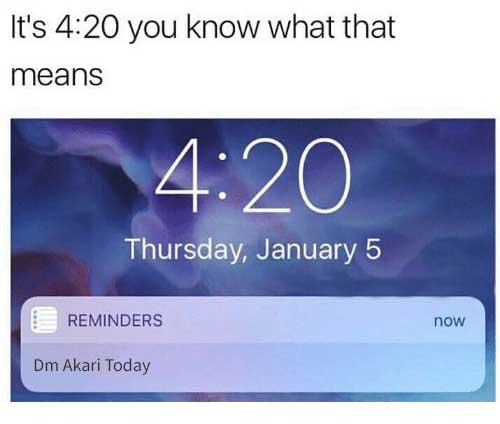 It's 4:20 you know what that
means
4:20
Thursday, January 5
REMINDERS now
Dm Akari Today